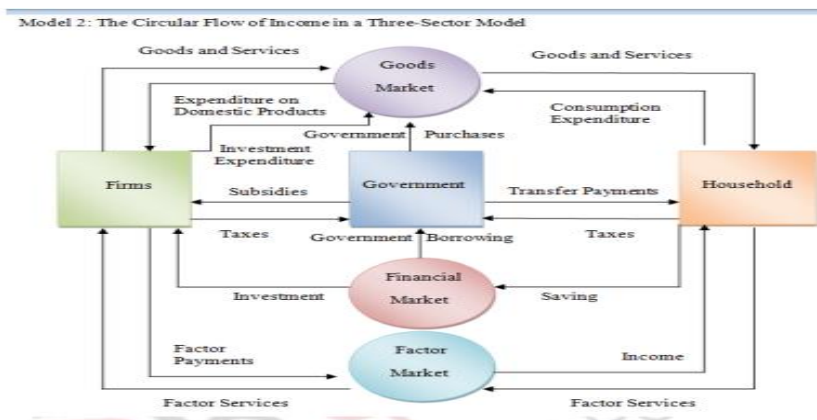 Model 2: The Circular Flow of Income in a Three-Sector Model
Goods and Services
Goods
Market
Goods and Services
Expenditure on
Domestic Products
Consumption
Expenditure
Government Purchases
Investment
Expenditure
Firms
Government
Household
Subsidies
Transfer Payments
Taxes
Government Borrowing
Taxes
Financial
Market
Investment
Saving
Factor
Payments
Factor
Market
Income
Factor Services
Factor Services